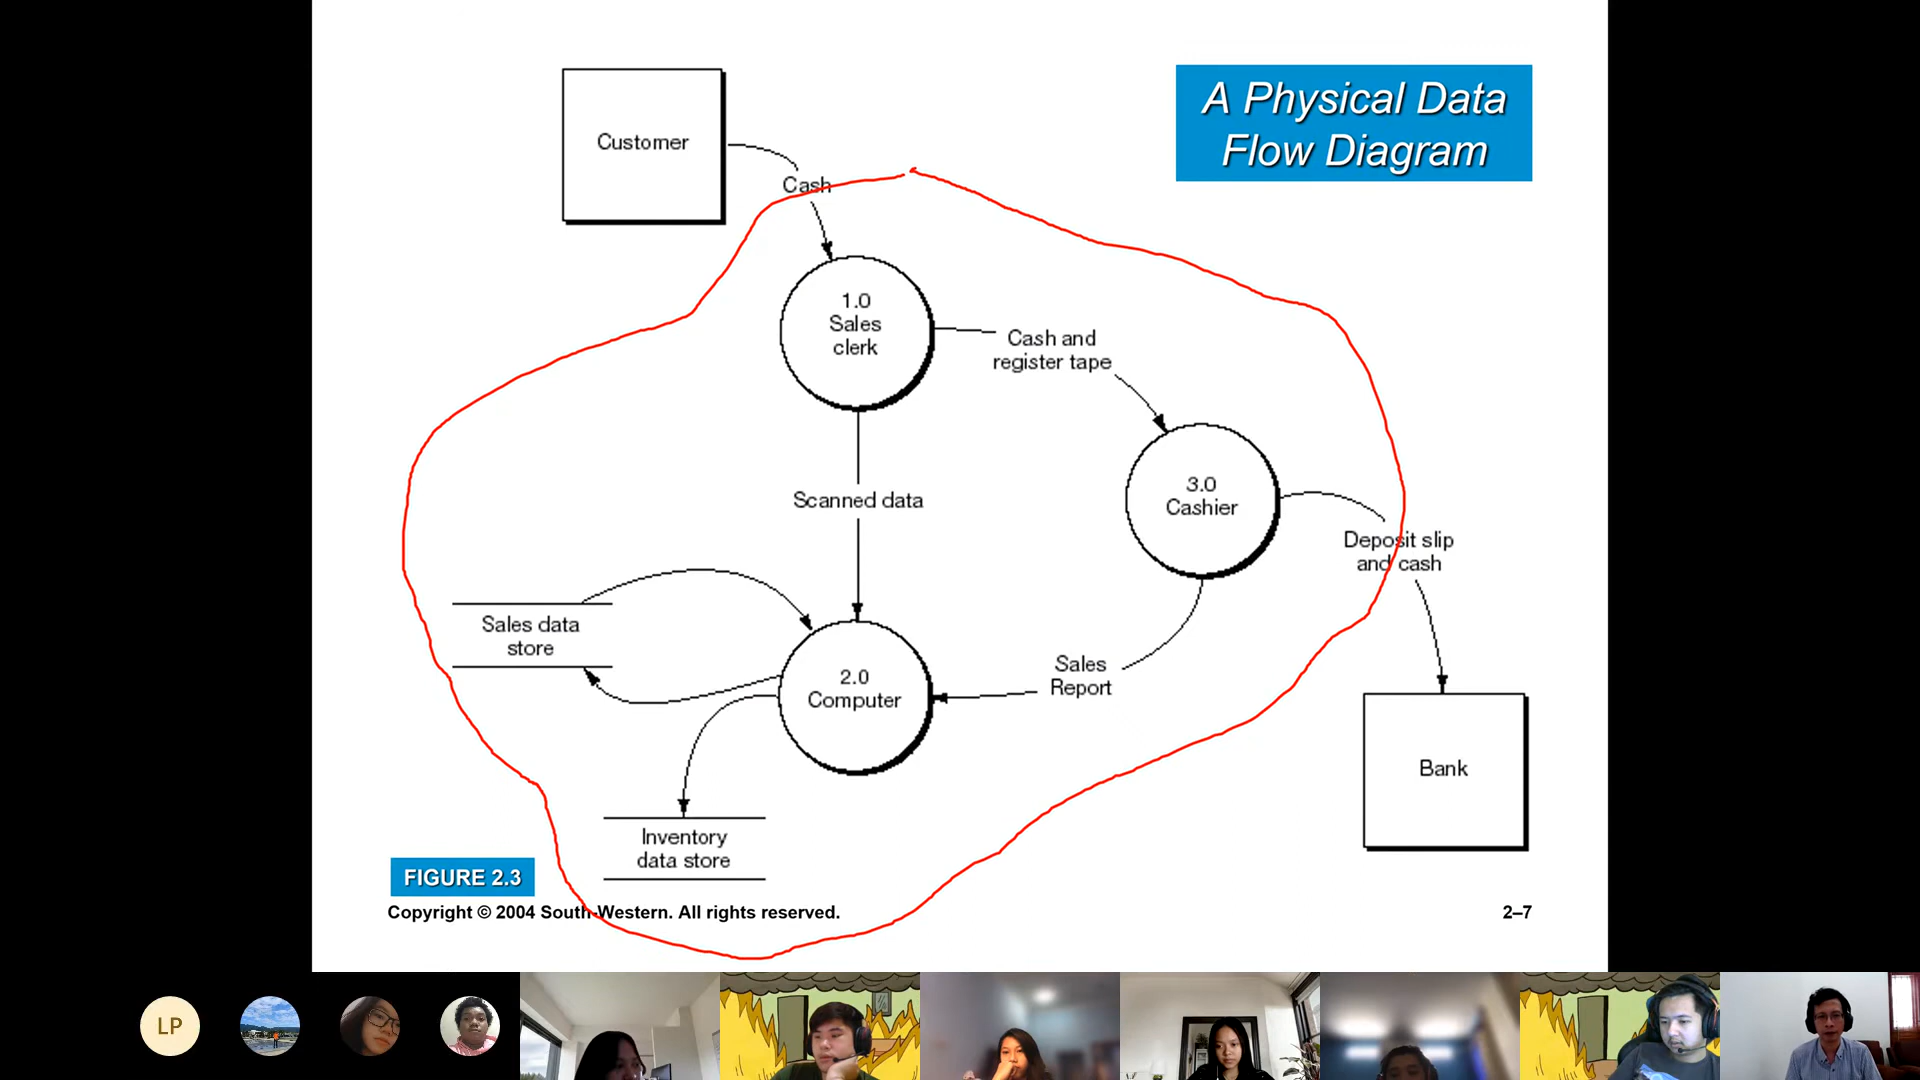 A Physical Data
Flow Diagram
Customer
Cash
1.0
Sales
clerk
Cash and
register tape
3.0
Cashier
Scanned data
Deposit slip
and cash
Sales data
store
2.0
Computer
Sales
Report
Bank
Inventory
data store
FIGURE 2.3
Copyright © 2004 South-Western. All rights reserved.
2–7
LP